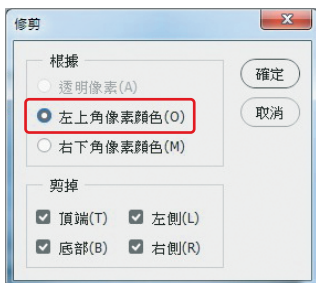 修剪
根據
透明像素(A)
左上角像素顏色(O)
右下角像素顏色(M)
確定
取消
剪掉
頂端(T) 左側(L)
底部(B) 右側(R)